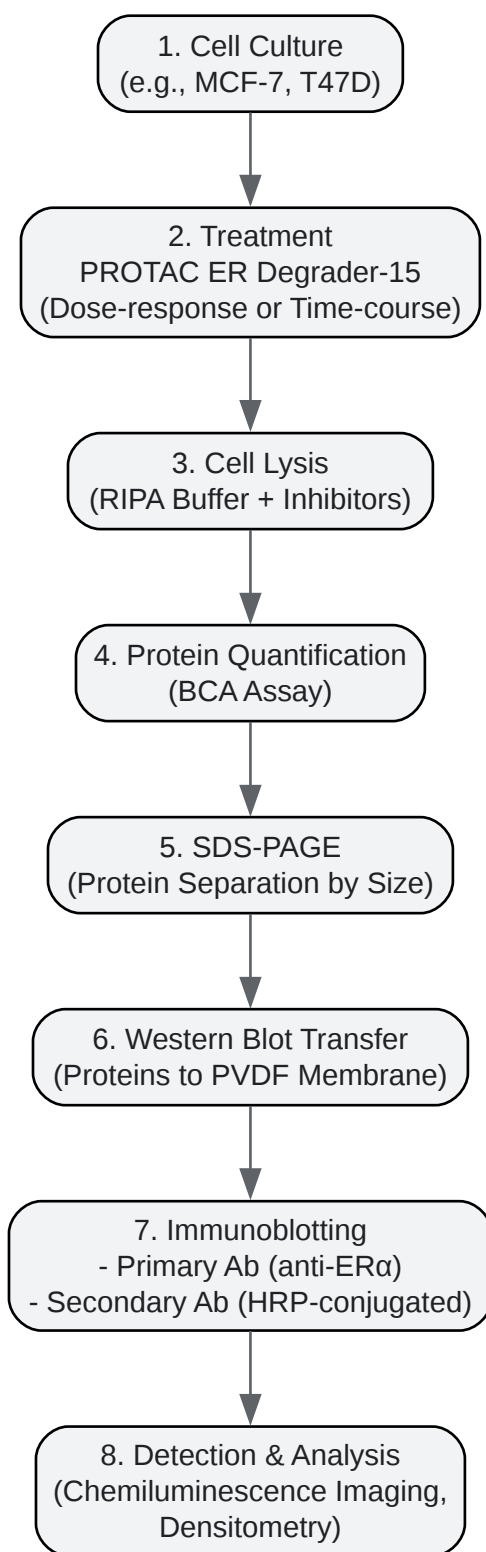 1. Cell Culture
(e.g., MCF-7, T47D)
2. Treatment
PROTAC ER Degrader-15
(Dose-response or Time-course)
3. Cell Lysis
(RIPA Buffer + Inhibitors)
4. Protein Quantification
(BCA Assay)
5. SDS-PAGE
(Protein Separation by Size)
6. Western Blot Transfer
(Proteins to PVDF Membrane)
7. Immunoblotting
- Primary Ab (anti-ERα)
- Secondary Ab (HRP-conjugated)
8. Detection & Analysis
(Chemiluminescence Imaging,
Densitometry)